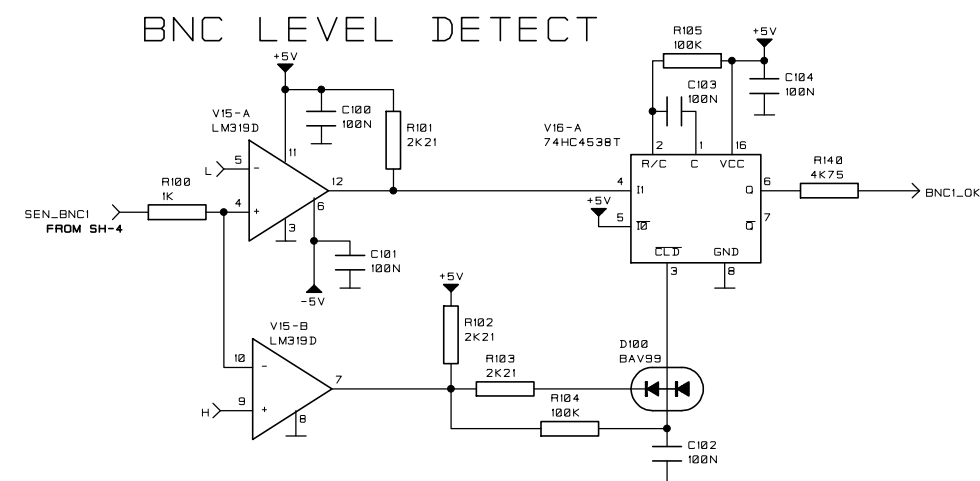 BNC LEVEL DETECT
+5V
C100
100N
R101
2K21
V15-A
LM319D
11
5
L
-
12
R100
1K
4
+
6
3
SEN_BNC1
FROM SH-4
C101
100N
-5V
R105
100K
+5V
C103
100N
C104
100N
V16-A
74HC4538T
2
1
16
R/C
C
VCC
4
I1
+5V
5
I0
6
Q
7
Q
CLD
GND
3
8
R140
4K75
BNC1_OK
+5V
R102
2K21
V15-B
LM319D
10
-
7
9
H
+
8
R103
2K21
R104
100K
D100
BAV99
C102
100N